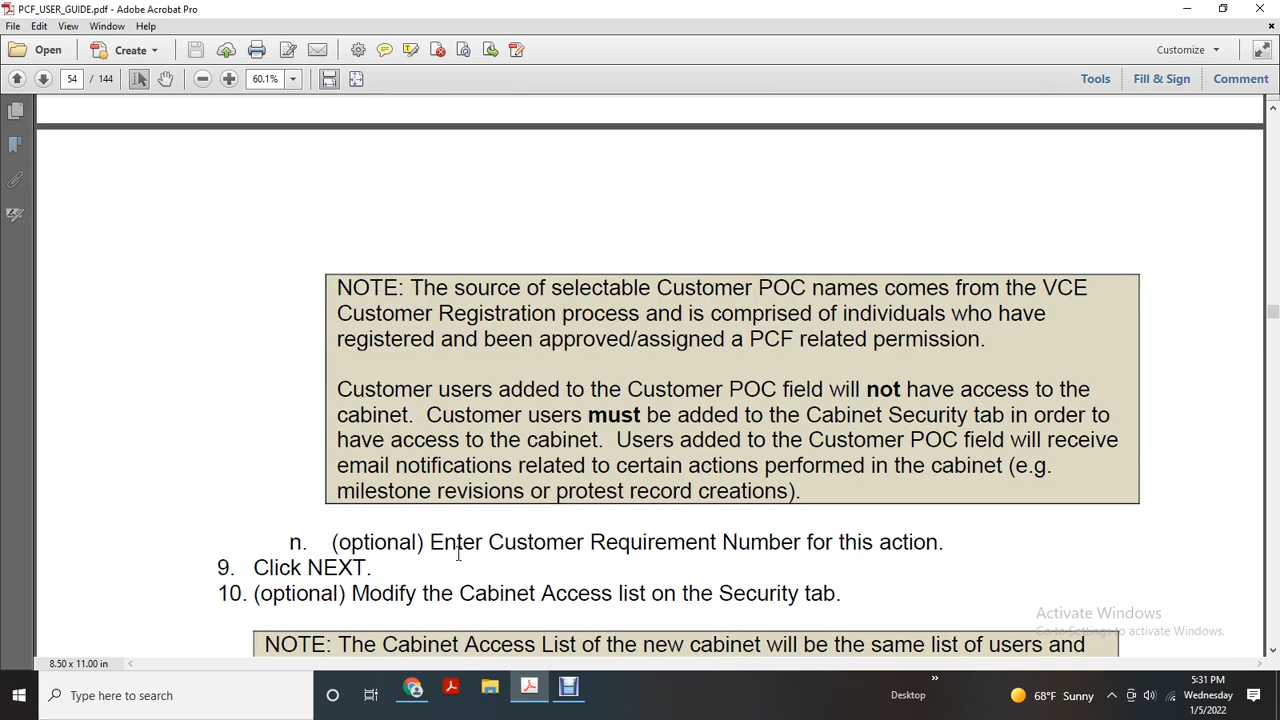 PCF_USER_GUIDE.pdf - Adobe Acrobat Pro
File Edit View Window Help
Open Create Customize
54 / 144 60.1% Tools Fill & Sign Comment
NOTE: The source of selectable Customer POC names comes from the VCE
Customer Registration process and is comprised of individuals who have
registered and been approved/assigned a PCF related permission.
Customer users added to the Customer POC field will not have access to the
cabinet. Customer users must be added to the Cabinet Security tab in order to
have access to the cabinet. Users added to the Customer POC field will receive
email notifications related to certain actions performed in the cabinet (e.g.
milestone revisions or protest record creations).
n. (optional) Enter Customer Requirement Number for this action.
9. Click NEXT.
10. (optional) Modify the Cabinet Access list on the Security tab.
Activate Windows
Go to Settings to activate Windows.
NOTE: The Cabinet Access List of the new cabinet will be the same list of users and
8.50 x 11.00 in
Type here to search
Desktop
68°F Sunny
5:31 PM
Wednesday
1/5/2022